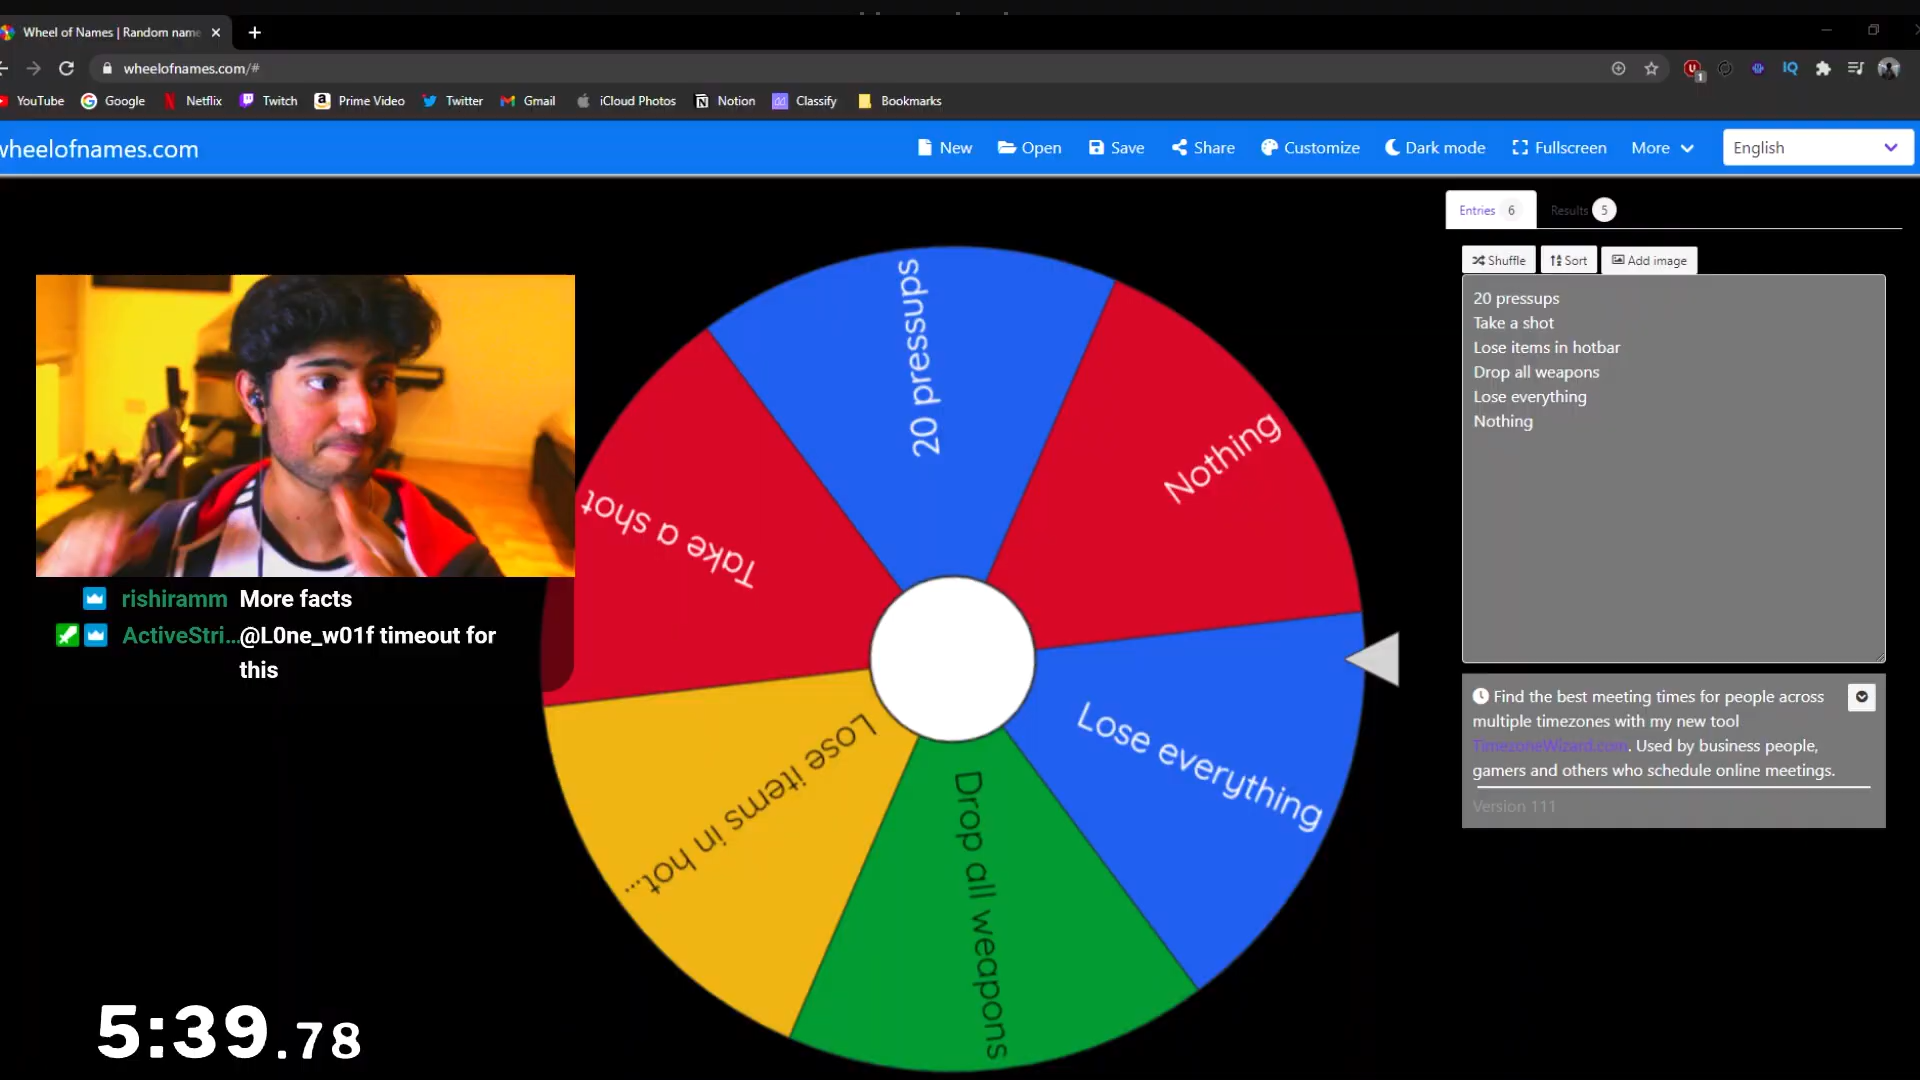 Wheel of Names | Random name
wheelofnames.com/#
1
IQ
YouTube Google Netflix Twitch Prime Video Twitter Gmail iCloud Photos Notion Classify Bookmarks
wheelofnames.com
New Open Save Share Customize Dark mode Fullscreen More English
Entries 6 Results 5
Shuffle Sort Add image
20 pressups
Take a shot
Lose items in hotbar
Drop all weapons
Lose everything
Nothing
20 pressups
Nothing
Lose everything
Drop all weapons
Lose items in hot...
Take a shot
rishiramm More facts
ActiveStri... @L0ne_w01f timeout for
this
Find the best meeting times for people across
multiple timezones with my new tool
TimezoneWizard.com. Used by business people,
gamers and others who schedule online meetings.
Version 111
5:39.78